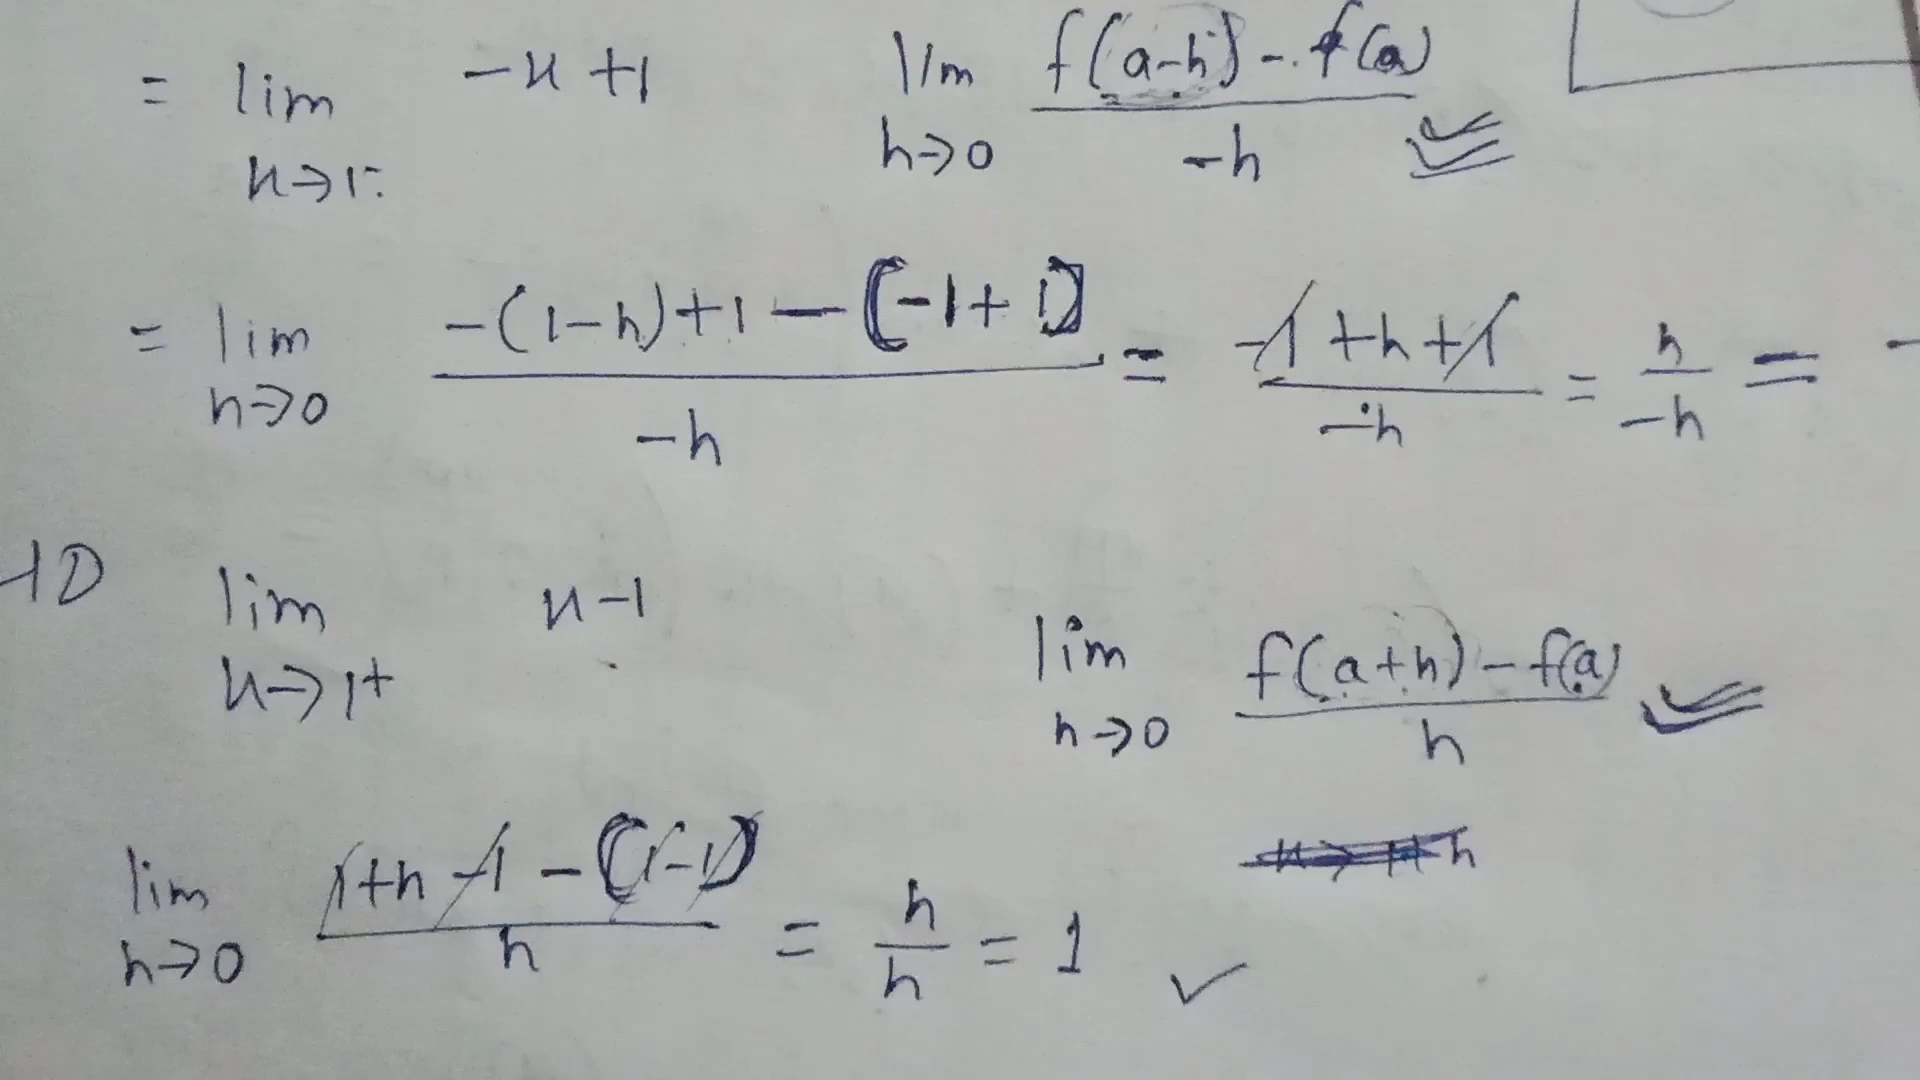 = lim -x+1 lim f(a-h) - f(a)
x→1- h→0 -h
= lim -(1-h)+1 - (-1+1) = -1+h+1 = h = -
h→0 -h -h -h
HD lim x-1 lim f(a+h) - f(a)
x→1+ h→0 h
lim 1+h-1 - (1-1) = h = 1 ✓
h→0 h h